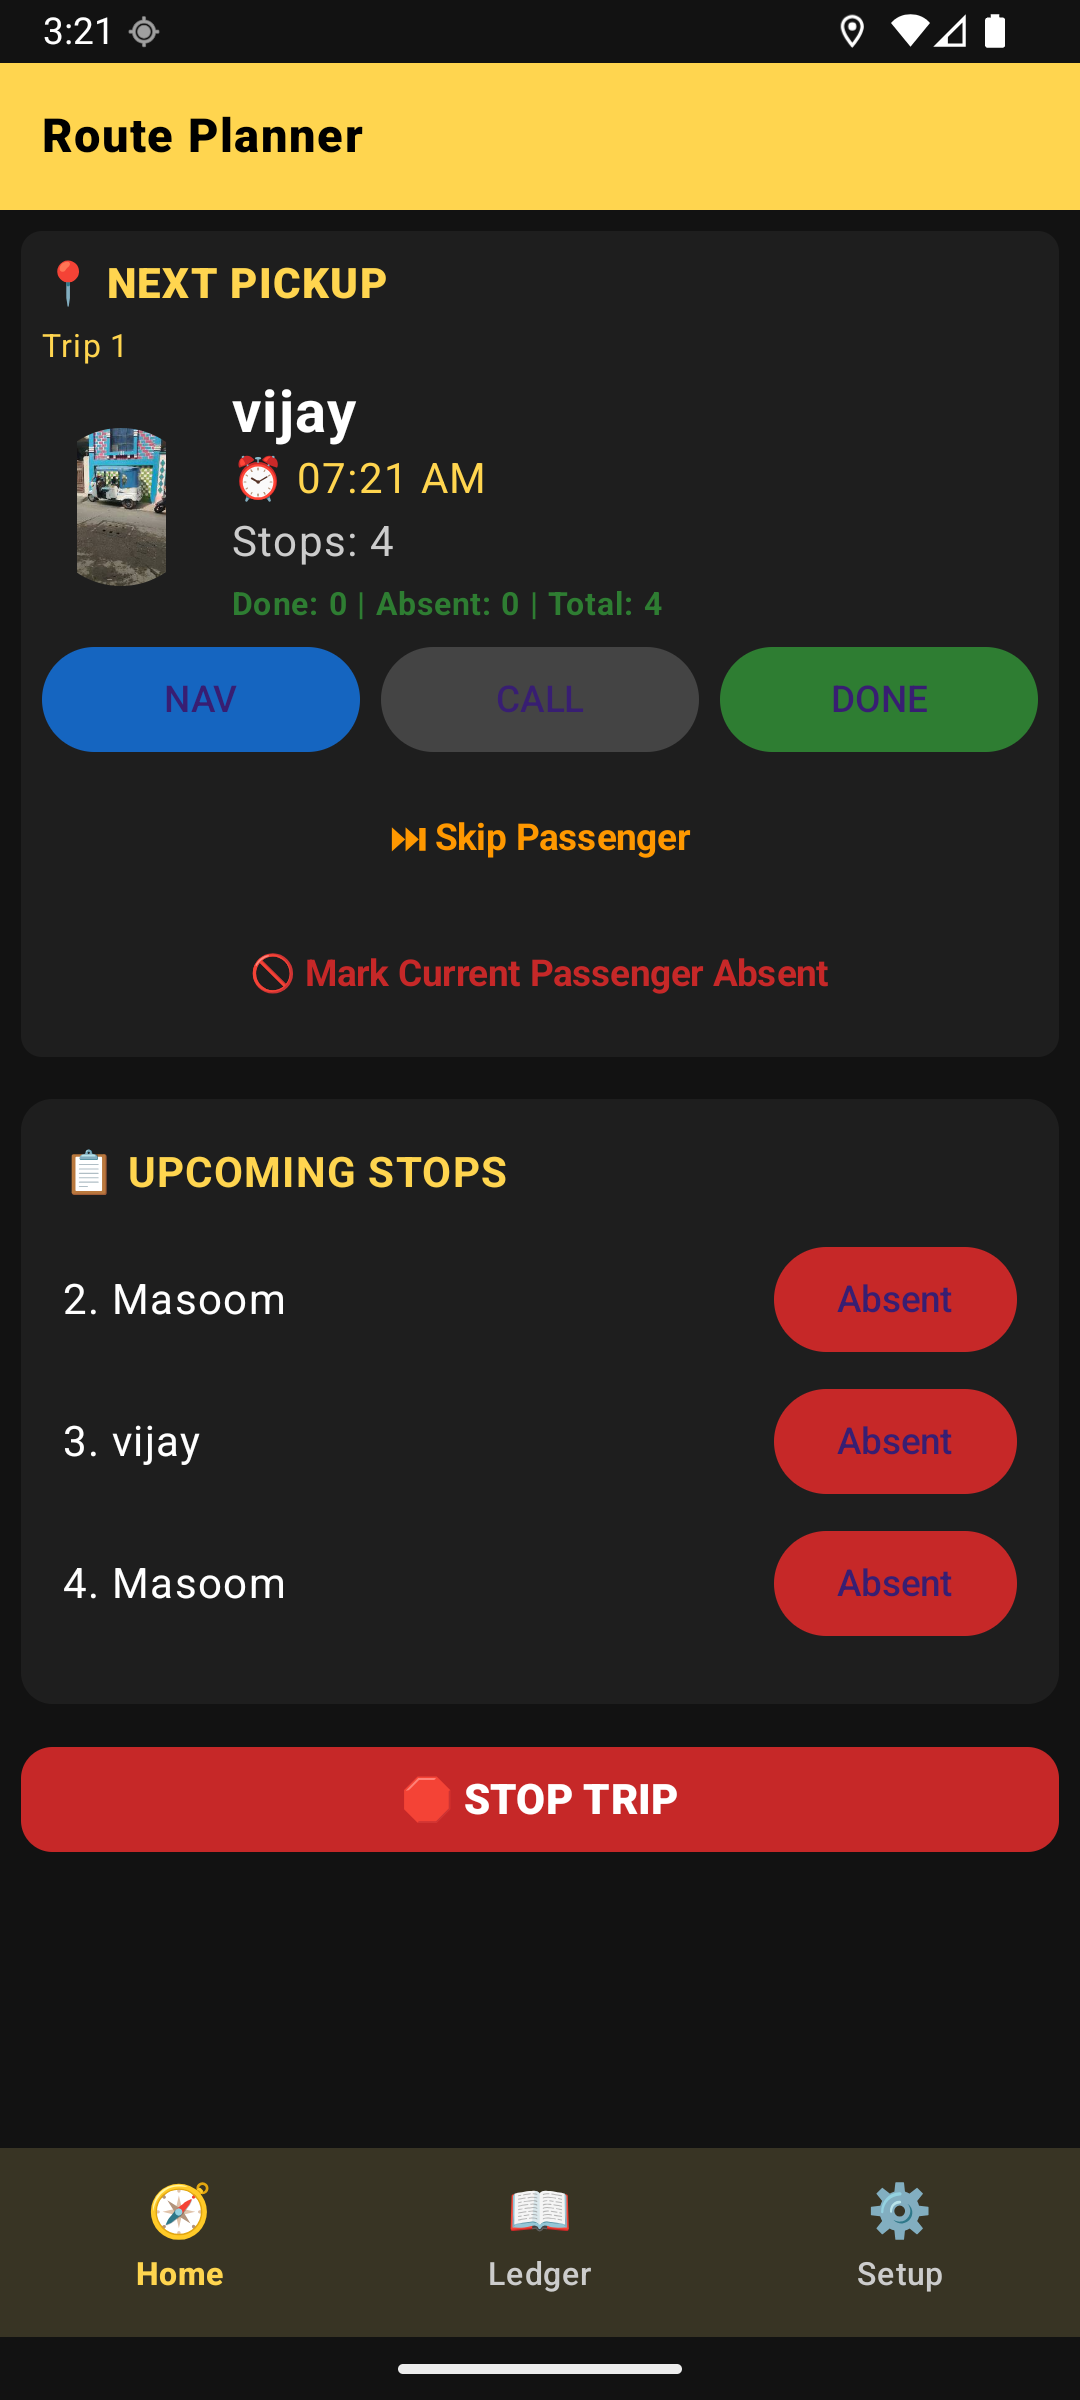 3:21
Route Planner
📍 NEXT PICKUP
Trip 1
vijay
⏰ 07:21 AM
Stops: 4
Done: 0 | Absent: 0 | Total: 4
NAV CALL DONE
⏭ Skip Passenger
🚫 Mark Current Passenger Absent
📋 UPCOMING STOPS
2. Masoom Absent
3. vijay Absent
4. Masoom Absent
🛑 STOP TRIP
Home Ledger Setup